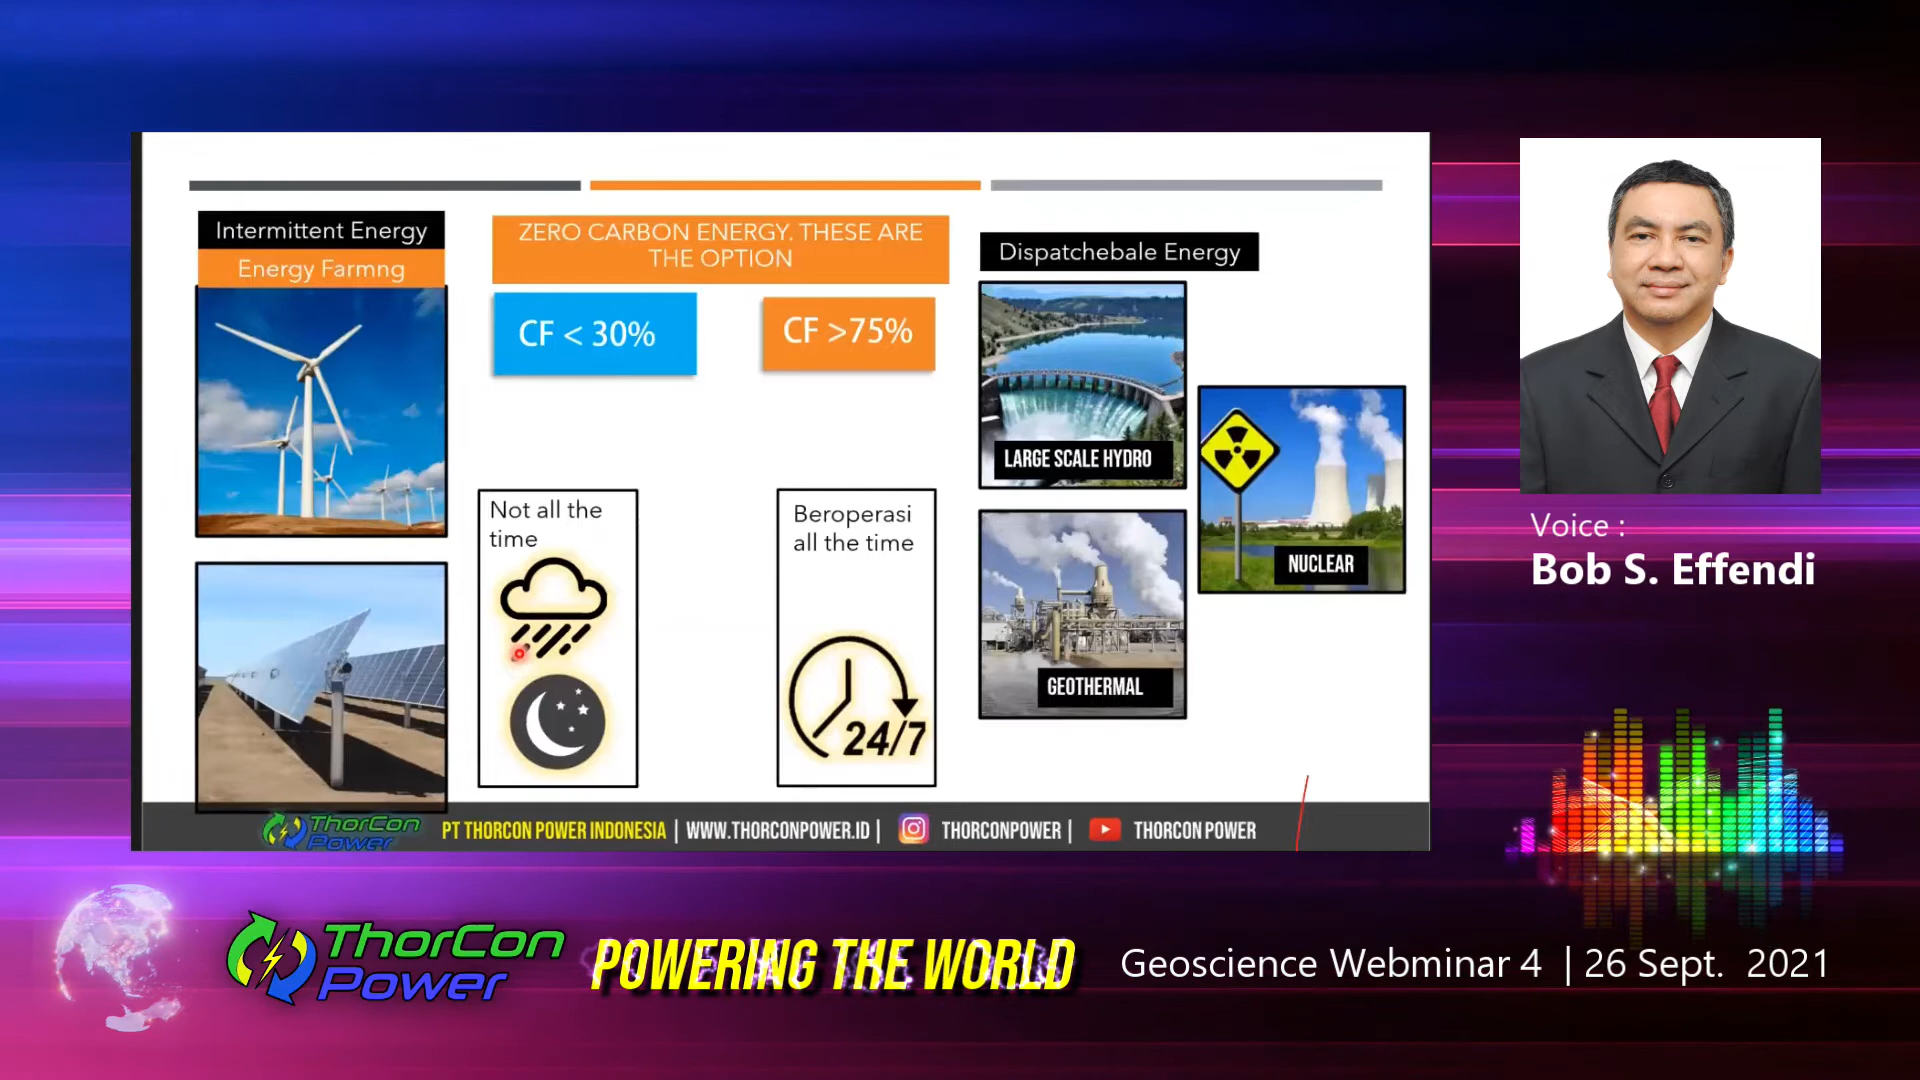 Intermittent Energy
Energy Farmng
ZERO CARBON ENERGY. THESE ARE
THE OPTION
CF < 30%
CF >75%
Dispatchebale Energy
LARGE SCALE HYDRO
NUCLEAR
GEOTHERMAL
Not all the
time
Beroperasi
all the time
24/7
ThorCon
Power
PT THORCON POWER INDONESIA | WWW.THORCONPOWER.ID | THORCONPOWER | THORCON POWER
Voice :
Bob S. Effendi
ThorCon
Power
POWERING THE WORLD
Geoscience Webminar 4 | 26 Sept. 2021